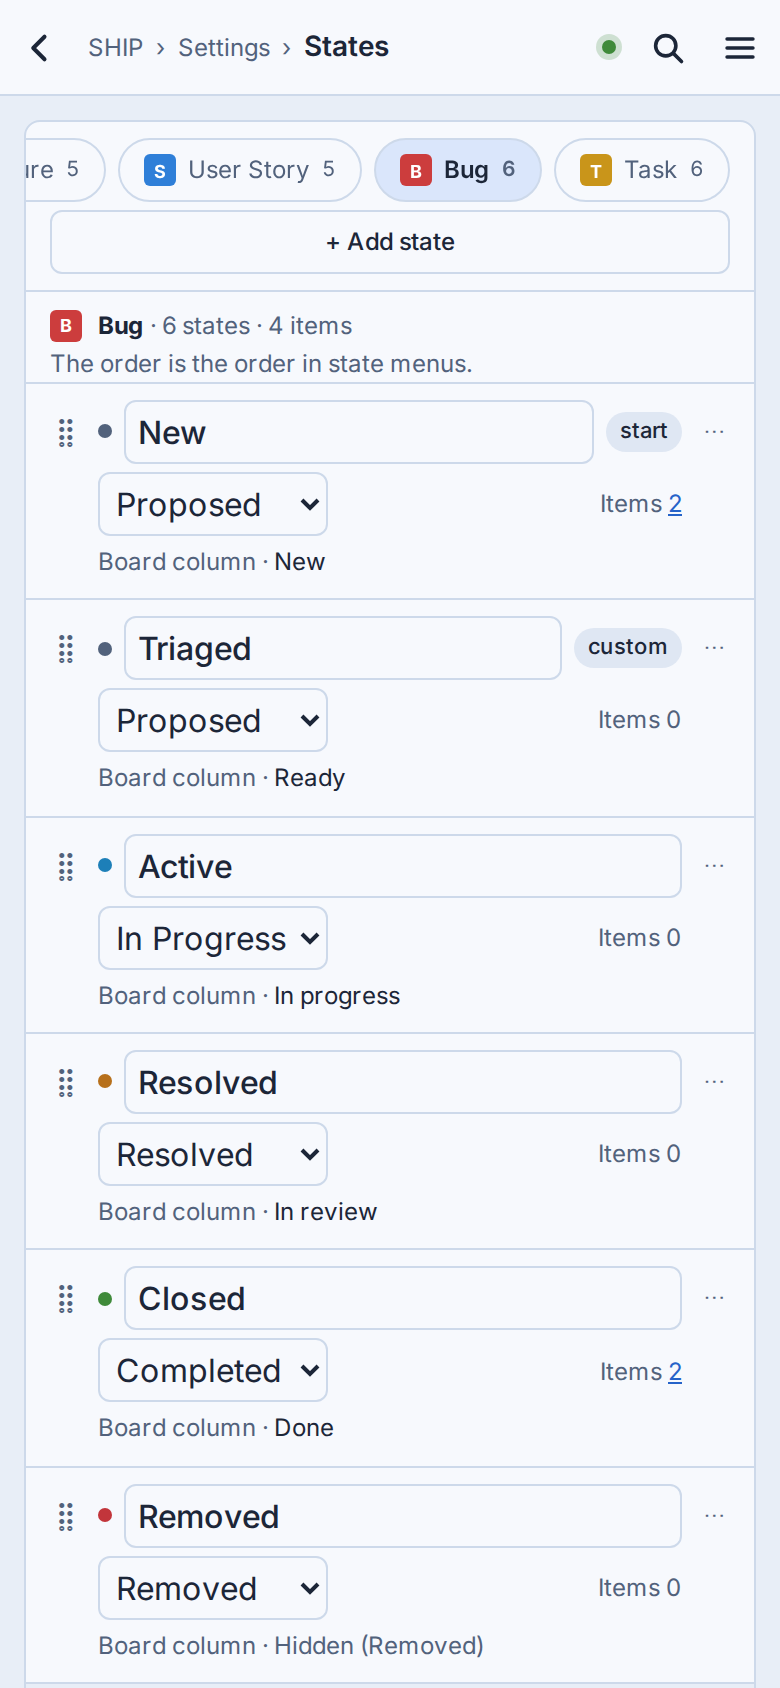 SHIP › Settings › States
ure 5 S User Story 5 B Bug 6 T Task 6
+ Add state
B Bug · 6 states · 4 items
The order is the order in state menus.
New start ···
Proposed Items 2
Board column · New
Triaged custom ···
Proposed Items 0
Board column · Ready
Active ···
In Progress Items 0
Board column · In progress
Resolved ···
Resolved Items 0
Board column · In review
Closed ···
Completed Items 2
Board column · Done
Removed ···
Removed Items 0
Board column · Hidden (Removed)